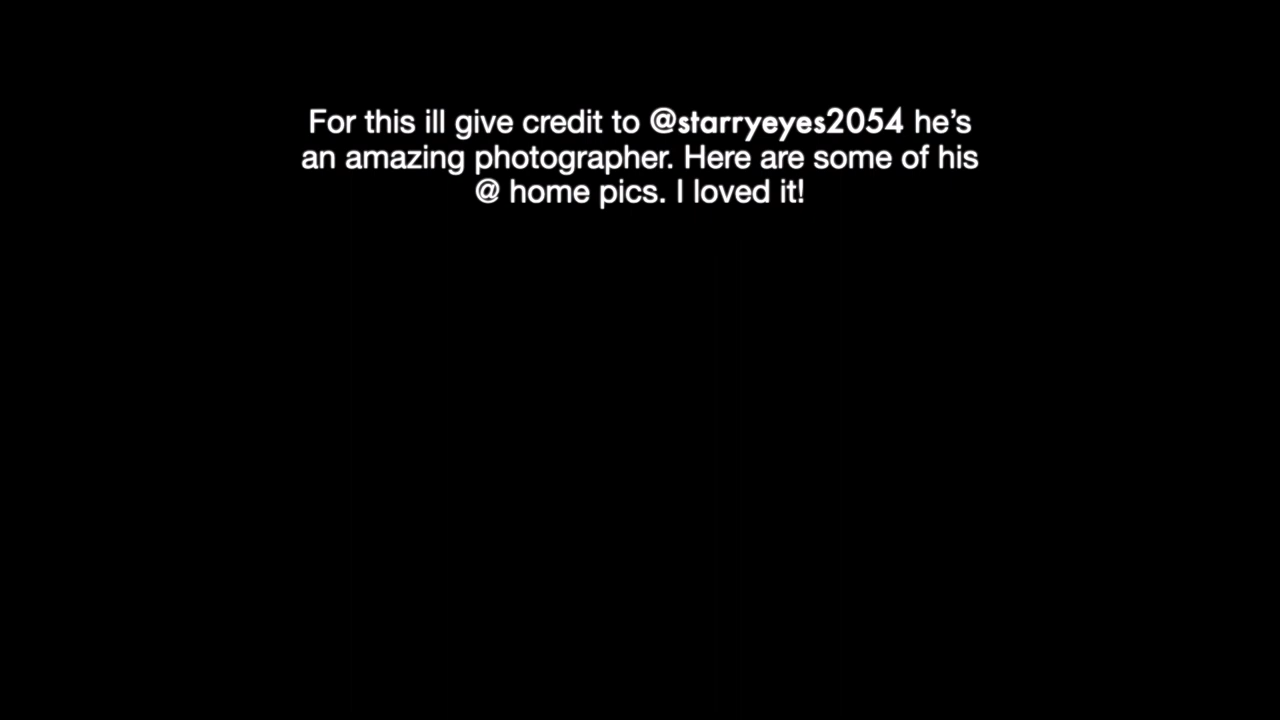 For this ill give credit to @starryeyes2054 he’s
an amazing photographer. Here are some of his
@ home pics. I loved it!